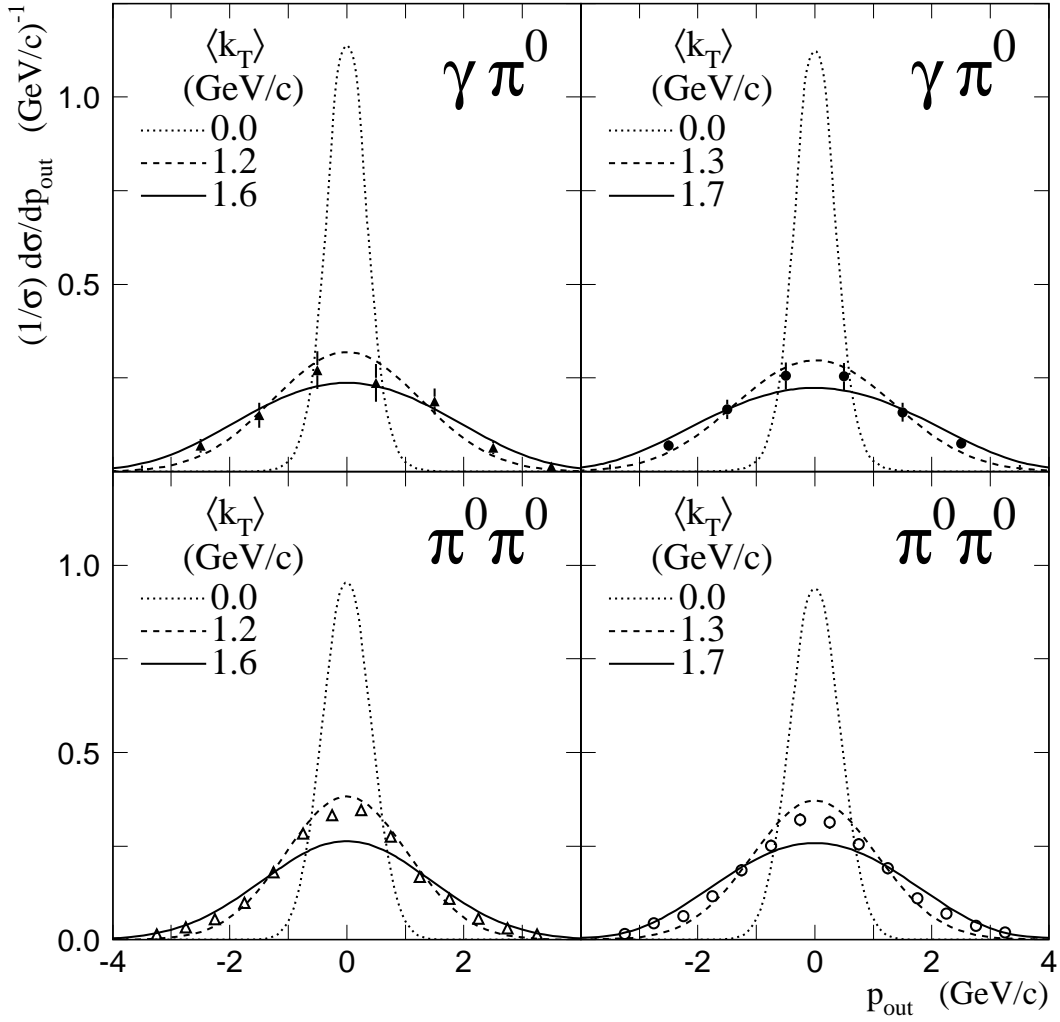 (1/σ) dσ/dp_out (GeV/c)^-1
1.0
0.5
⟨k_T⟩
(GeV/c)
0.0
1.2
1.6
γ π^0
⟨k_T⟩
(GeV/c)
0.0
1.3
1.7
γ π^0
1.0
0.5
0.0
⟨k_T⟩
(GeV/c)
0.0
1.2
1.6
π^0π^0
⟨k_T⟩
(GeV/c)
0.0
1.3
1.7
π^0π^0
-4 -2 0 2 -2 0 2 4
p_out (GeV/c)